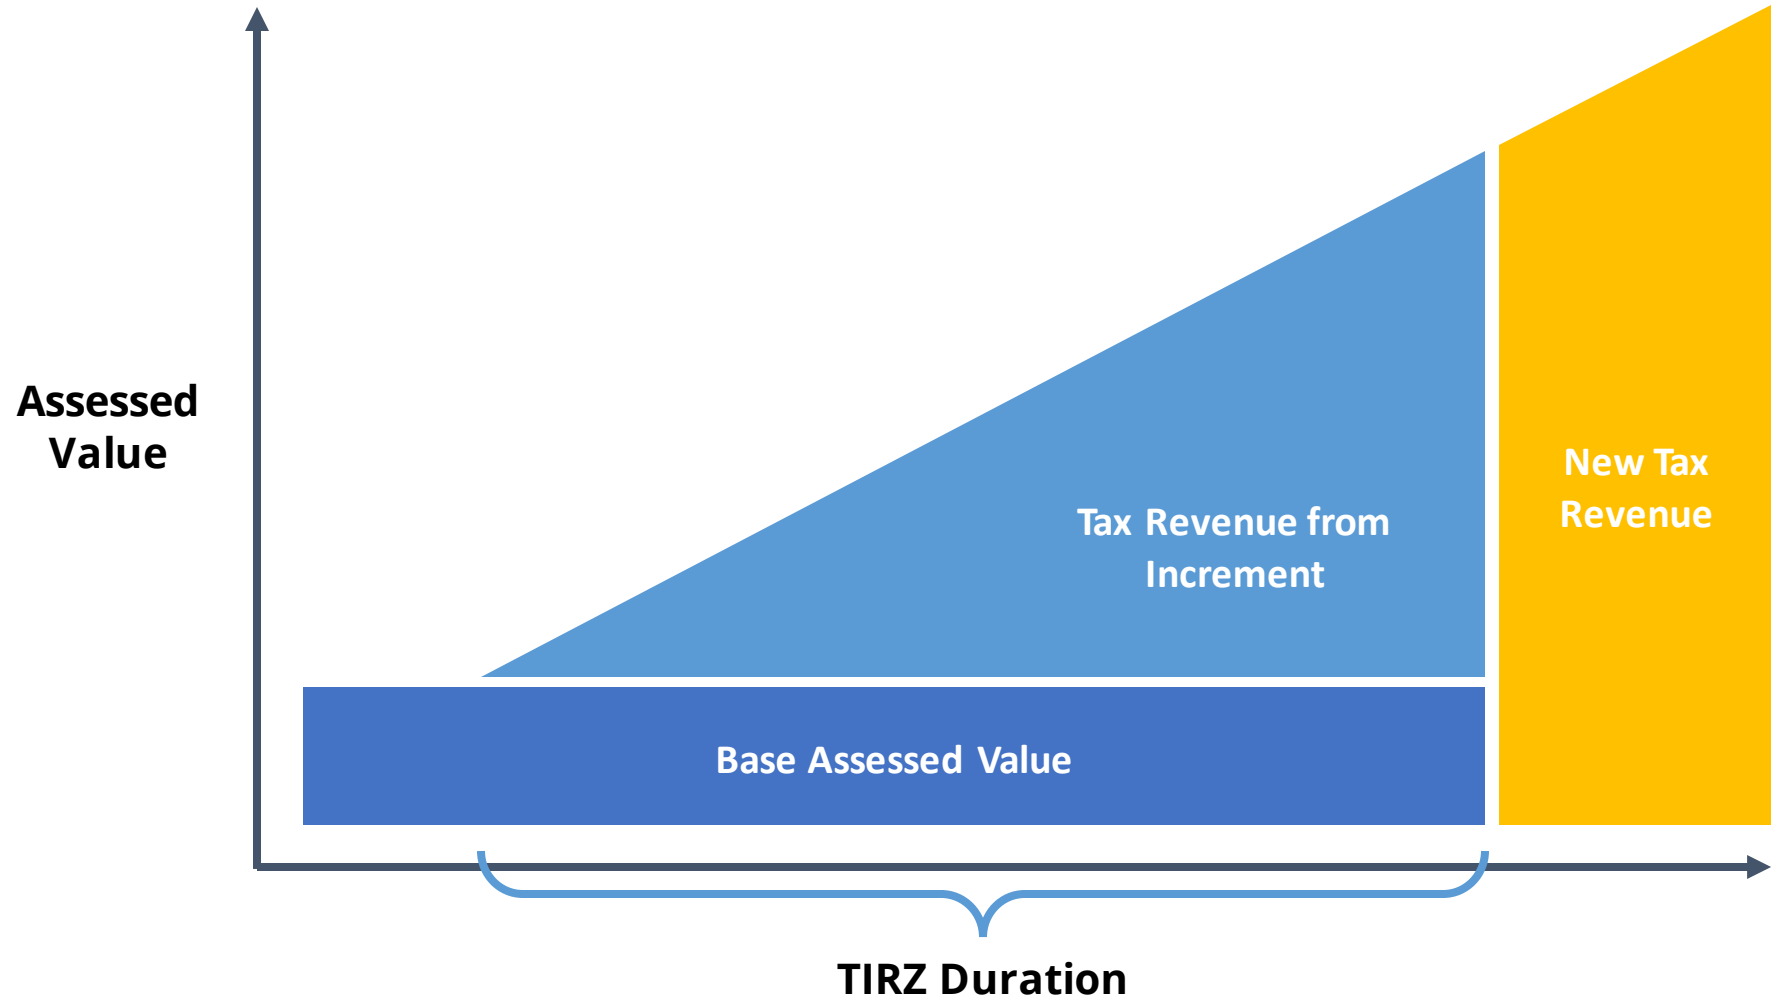 Assessed
Value
Tax Revenue from
Increment
New Tax
Revenue
Base Assessed Value
TIRZ Duration